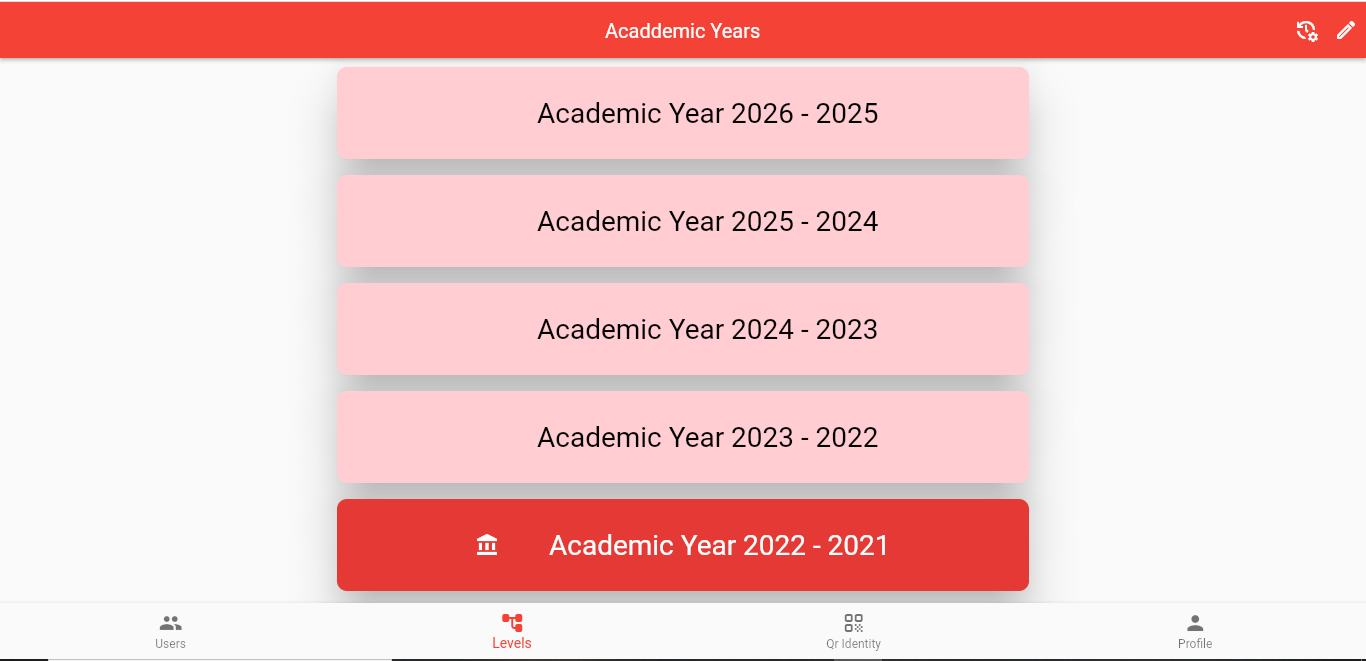 Acaddemic Years
Academic Year 2026 - 2025
Academic Year 2025 - 2024
Academic Year 2024 - 2023
Academic Year 2023 - 2022
Academic Year 2022 - 2021
Users
Levels
Qr Identity
Profile